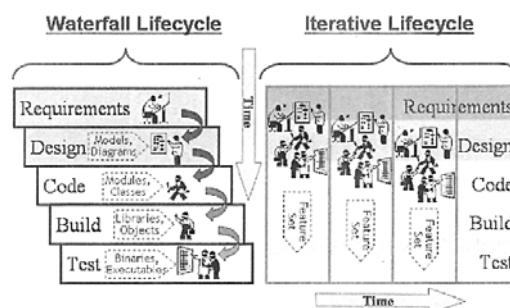 Waterfall Lifecycle
Requirements
Design
Models,
Diagrams
Code
Modules,
Classes
Build
Libraries,
Objects
Test
Binaries,
Executables
Time
Iterative Lifecycle
Requirements
Design
Code
Build
Test
Feature
Set
Feature
Set
Feature
Set
Time